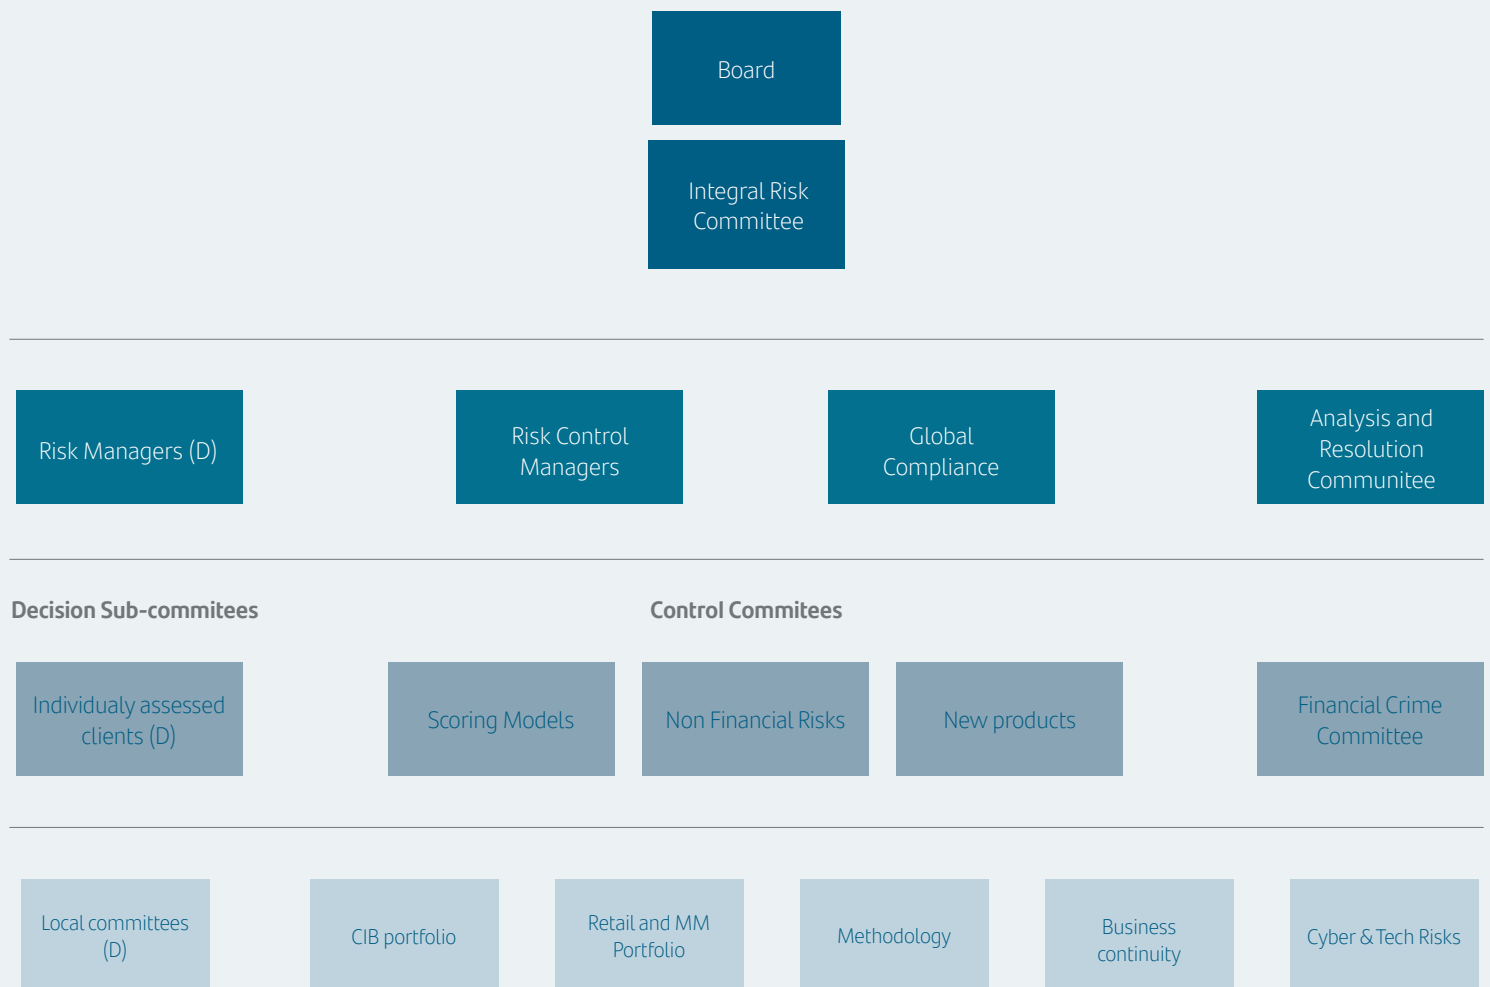 Board
Integral Risk
Committee
Risk Managers (D)
Risk Control
Managers
Global
Compliance
Analysis and
Resolution
Communitee
Decision Sub-commitees
Control Commitees
Individualy assessed
clients (D)
Scoring Models
Non Financial Risks
New products
Financial Crime
Committee
Local committees
(D)
CIB portfolio
Retail and MM
Portfolio
Methodology
Business
continuity
Cyber & Tech Risks